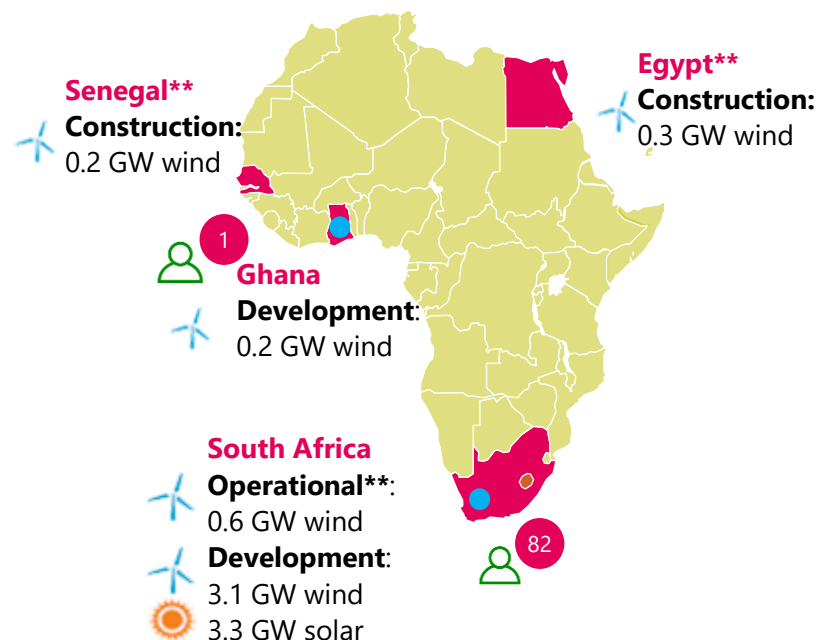 Senegal**
Construction:
0.2 GW wind
Egypt**
Construction:
0.3 GW wind
1
Ghana
Development:
0.2 GW wind
South Africa
Operational**:
0.6 GW wind
Development:
3.1 GW wind
3.3 GW solar
82